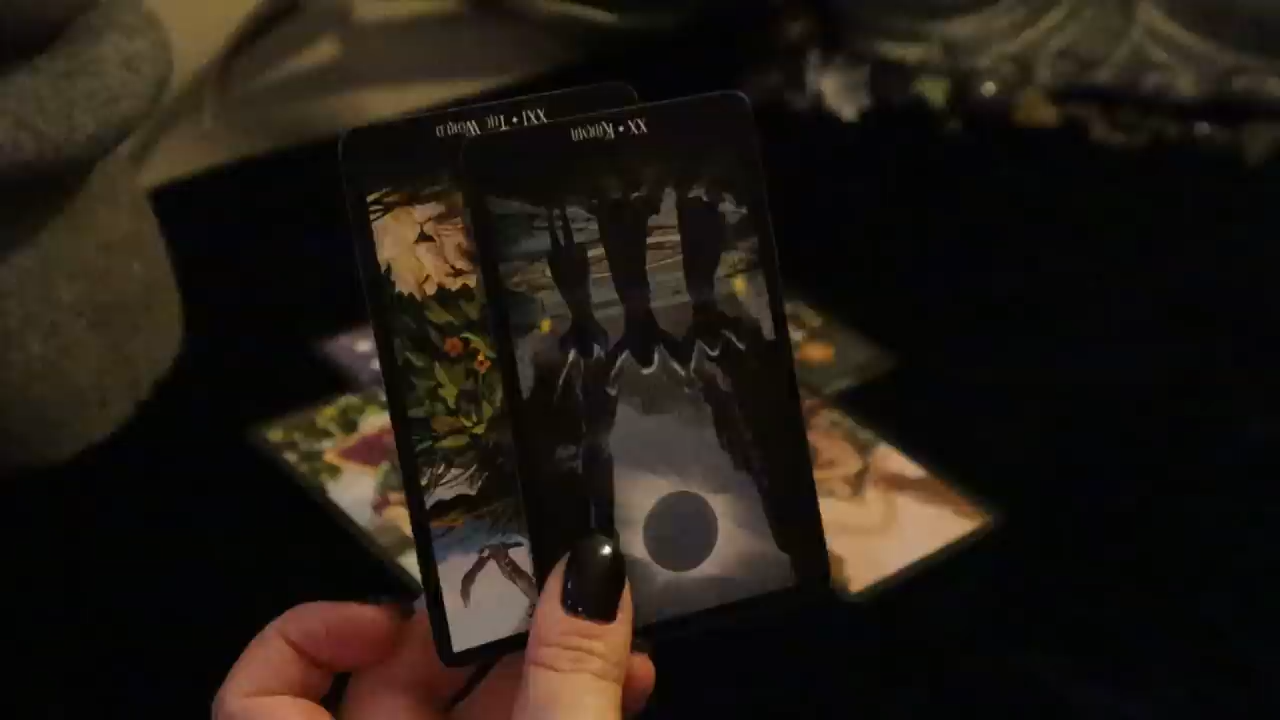 XXI • The World
XX • Karma